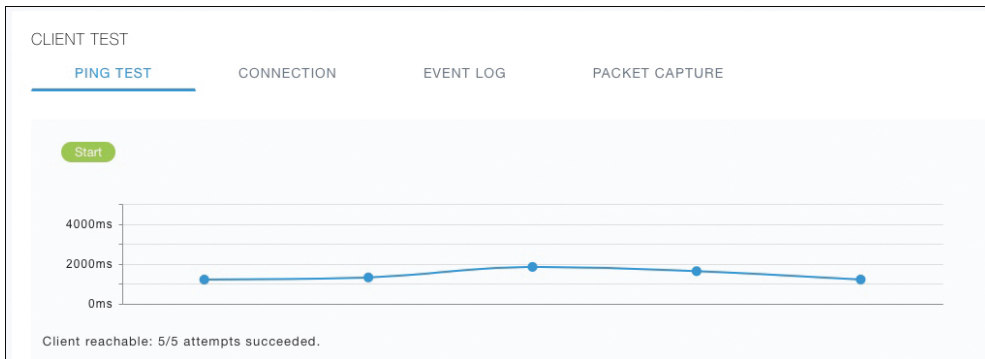 CLIENT TEST
PING TEST CONNECTION EVENT LOG PACKET CAPTURE
Start
4000ms
2000ms
0ms
Client reachable: 5/5 attempts succeeded.